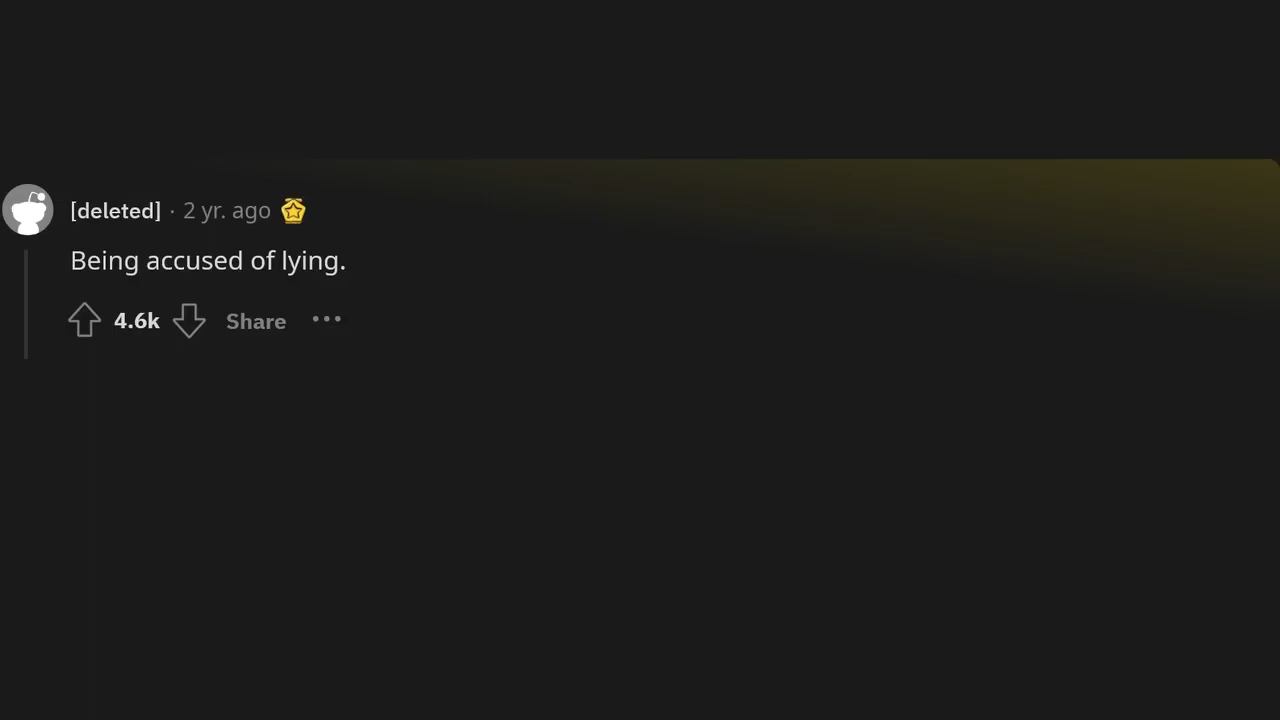 [deleted] · 2 yr. ago
Being accused of lying.
4.6k Share •••